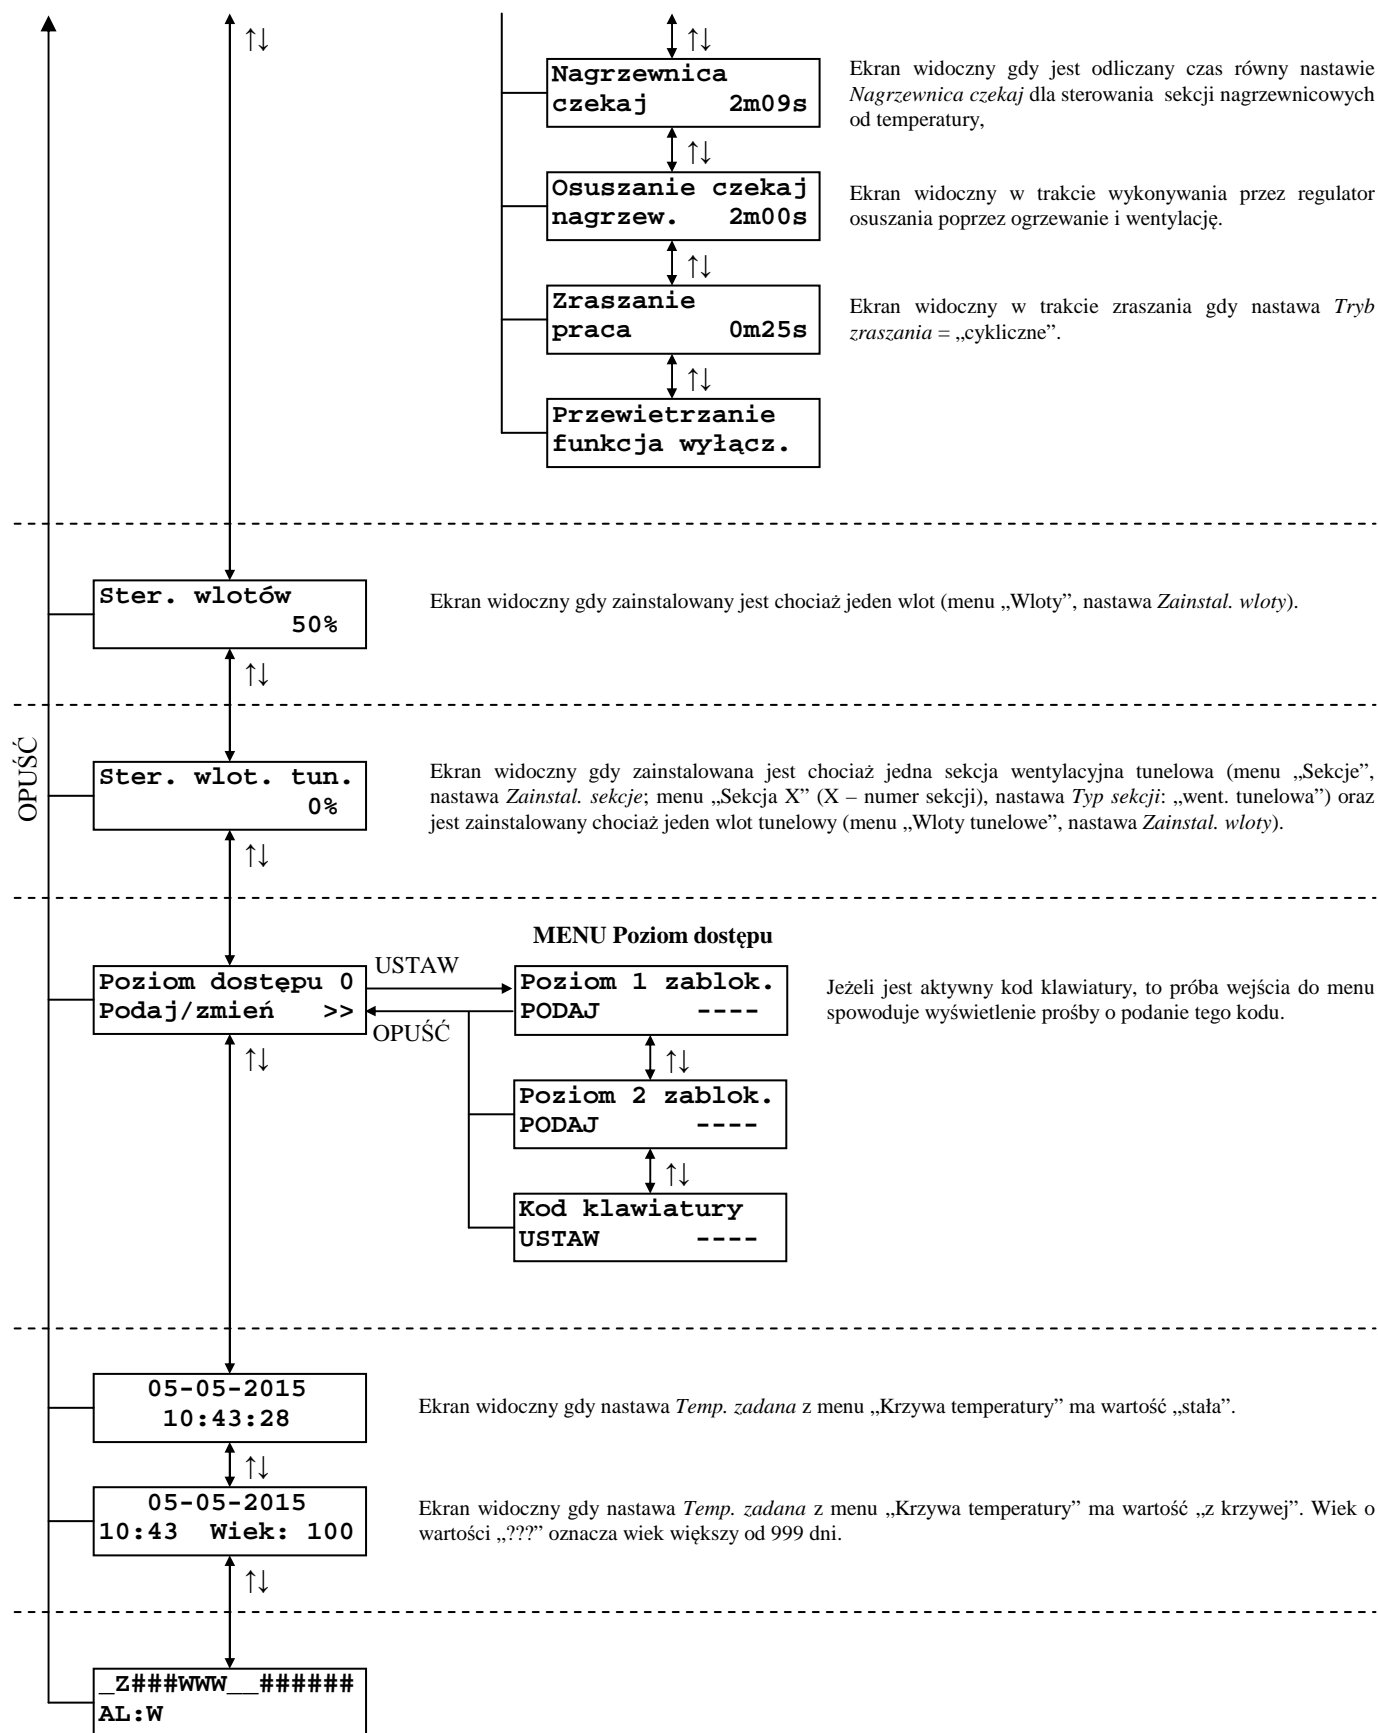 ↑↓
↑↓
Nagrzewnica
czekaj 2m09s
Ekran widoczny gdy jest odliczany czas równy nastawie
Nagrzewnica czekaj dla sterowania sekcji nagrzewnicowych
od temperatury,
↑↓
Osuszanie czekaj
nagrzew. 2m00s
Ekran widoczny w trakcie wykonywania przez regulator
osuszania poprzez ogrzewanie i wentylację.
↑↓
Zraszanie
praca 0m25s
Ekran widoczny w trakcie zraszania gdy nastawa Tryb
zraszania = „cykliczne”.
↑↓
Przewietrzanie
funkcja wyłącz.
Ster. wlotów
50%
Ekran widoczny gdy zainstalowany jest chociaż jeden wlot (menu „Wloty”, nastawa Zainstal. wloty).
↑↓
OPUŚĆ
Ster. wlot. tun.
0%
Ekran widoczny gdy zainstalowana jest chociaż jedna sekcja wentylacyjna tunelowa (menu „Sekcje”,
nastawa Zainstal. sekcje; menu „Sekcja X” (X – numer sekcji), nastawa Typ sekcji: „went. tunelowa”) oraz
jest zainstalowany chociaż jeden wlot tunelowy (menu „Wloty tunelowe”, nastawa Zainstal. wloty).
↑↓
MENU Poziom dostępu
Poziom dostępu 0
Podaj/zmień >>
USTAW
OPUŚĆ
Poziom 1 zablok.
PODAJ ----
Jeżeli jest aktywny kod klawiatury, to próba wejścia do menu
spowoduje wyświetlenie prośby o podanie tego kodu.
↑↓
↑↓
Poziom 2 zablok.
PODAJ ----
↑↓
Kod klawiatury
USTAW ----
05-05-2015
10:43:28
Ekran widoczny gdy nastawa Temp. zadana z menu „Krzywa temperatury” ma wartość „stała”.
↑↓
05-05-2015
10:43 Wiek: 100
Ekran widoczny gdy nastawa Temp. zadana z menu „Krzywa temperatury” ma wartość „z krzywej”. Wiek o
wartości „???” oznacza wiek większy od 999 dni.
↑↓
_Z###WWW__######
AL:W